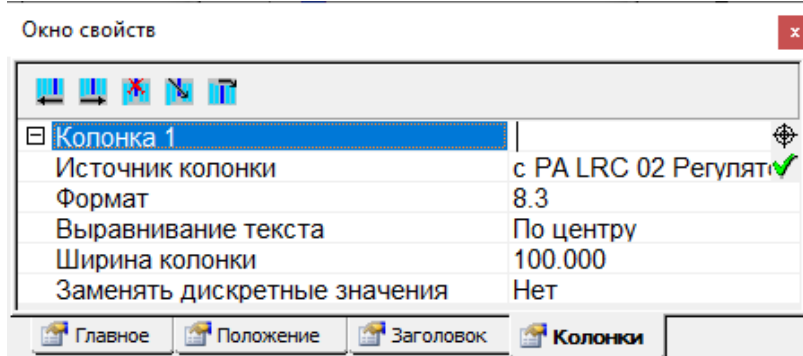 Окно свойств
x
Колонка 1
Источник колонки с PA LRC 02 Регулят
Формат 8.3
Выравнивание текста По центру
Ширина колонки 100.000
Заменять дискретные значения Нет
Главное Положение Заголовок Колонки